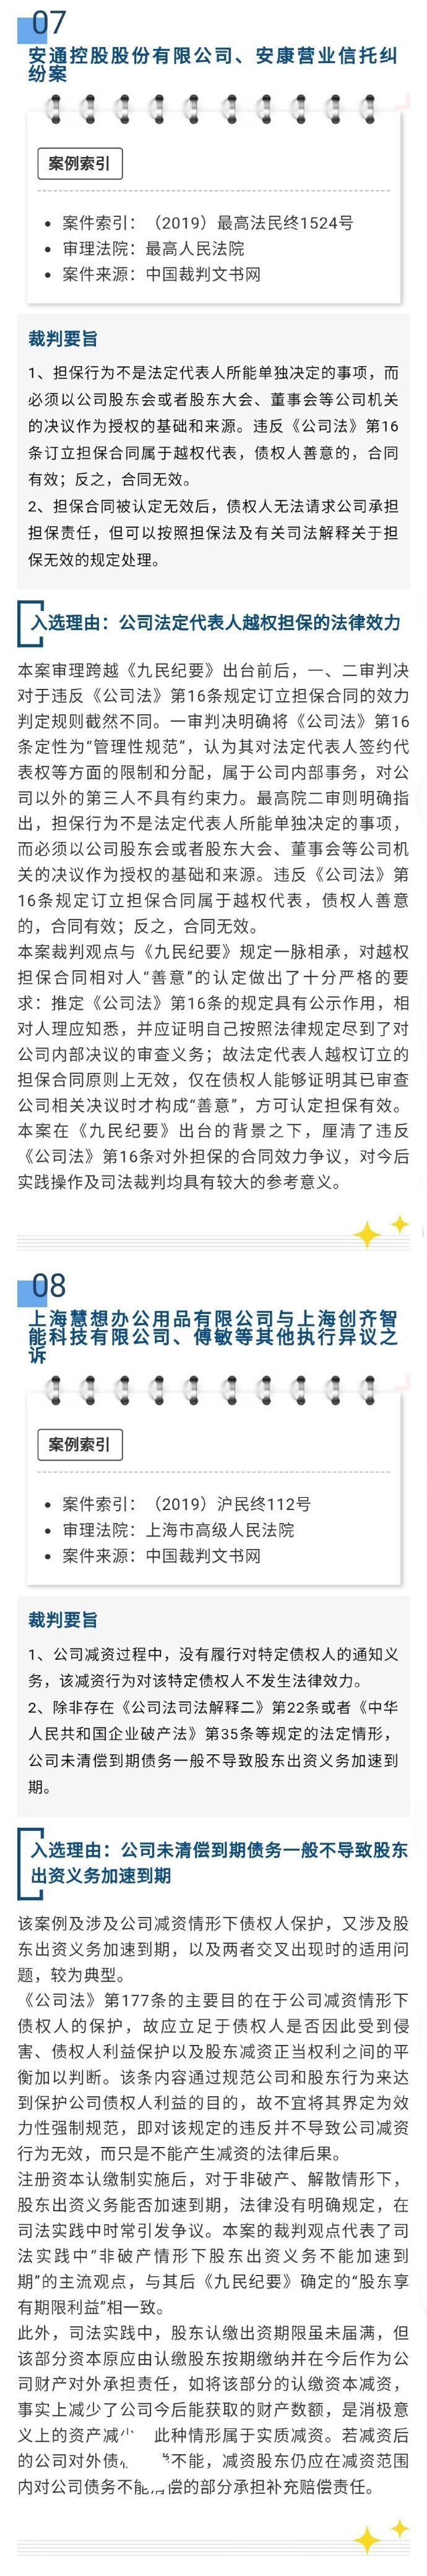 07
安通控股股份有限公司、安康营业信托纠
纷案
案例索引
案件索引：（2019）最高法民终1524号
审理法院：最高人民法院
案件来源：中国裁判文书网
裁判要旨
1、担保行为不是法定代表人所能单独决定的事项，而
必须以公司股东会或者股东大会、董事会等公司机关
的决议作为授权的基础和来源。违反《公司法》第16
条订立担保合同属于越权代表，债权人善意的，合同
有效；反之，合同无效。
2、担保合同被认定无效后，债权人无法请求公司承担
担保责任，但可以按照担保法及有关司法解释关于担
保无效的规定处理。
入选理由：公司法定代表人越权担保的法律效力
本案审理跨越《九民纪要》出台前后，一、二审判决
对于违反《公司法》第16条规定订立担保合同的效力
判定规则截然不同。一审判决明确将《公司法》第16
条定性为“管理性规范”，认为其对法定代表人签约代
表权等方面的限制和分配，属于公司内部事务，对公
司以外的第三人不具有约束力。最高院二审则明确指
出，担保行为不是法定代表人所能单独决定的事项，
而必须以公司股东会或者股东大会、董事会等公司机
关的决议作为授权的基础和来源。违反《公司法》第
16条规定订立担保合同属于越权代表，债权人善意
的，合同有效；反之，合同无效。
本案裁判观点与《九民纪要》规定一脉相承，对越权
担保合同相对人“善意”的认定做出了十分严格的要
求：推定《公司法》第16条的规定具有公示作用，相
对人理应知悉，并应证明自己按照法律规定尽到了对
公司内部决议的审查义务；故法定代表人越权订立的
担保合同原则上无效，仅在债权人能够证明其已审查
公司相关决议时才构成“善意”，方可认定担保有效。
本案在《九民纪要》出台的背景之下，厘清了违反
《公司法》第16条对外担保的合同效力争议，对今后
实践操作及司法裁判均具有较大的参考意义。
08
上海慧想办公用品有限公司与上海创齐智
能科技有限公司、傅敏等其他执行异议之
诉
案例索引
案件索引：（2019）沪民终112号
审理法院：上海市高级人民法院
案件来源：中国裁判文书网
裁判要旨
1、公司减资过程中，没有履行对特定债权人的通知义
务，该减资行为对该特定债权人不发生法律效力。
2、除非存在《公司法司法解释二》第22条或者《中华
人民共和国企业破产法》第35条等规定的法定情形，
公司未清偿到期债务一般不导致股东出资义务加速到
期。
入选理由：公司未清偿到期债务一般不导致股东
出资义务加速到期
该案例及涉及公司减资情形下债权人保护，又涉及股
东出资义务加速到期，以及两者交叉出现时的适用问
题，较为典型。
《公司法》第177条的主要目的在于公司减资情形下
债权人的保护，故应立足于债权人是否因此受到侵
害、债权人利益保护以及股东减资正当权利之间的平
衡加以判断。该条内容通过规范公司和股东行为来达
到保护公司债权人利益的目的，故不宜将其界定为效
力性强制规范，即对该规定的违反并不导致公司减资
行为无效，而只是不能产生减资的法律后果。
注册资本认缴制实施后，对于非破产、解散情形下，
股东出资义务能否加速到期，法律没有明确规定，在
司法实践中时常引发争议。本案的裁判观点代表了司
法实践中“非破产情形下股东出资义务不能加速到
期”的主流观点，与其后《九民纪要》确定的“股东享
有期限利益”相一致。
此外，司法实践中，股东认缴出资期限虽未届满，但
该部分资本原应由认缴股东按期缴纳并在今后作为公
司财产对外承担责任，如将该部分的认缴资本减资，
事实上减少了公司今后能获取的财产数额，是消极意
义上的资产减 此种情形属于实质减资。若减资后
的公司对外债 不能，减资股东仍应在减资范围
内对公司债务不能 偿的部分承担补充赔偿责任。